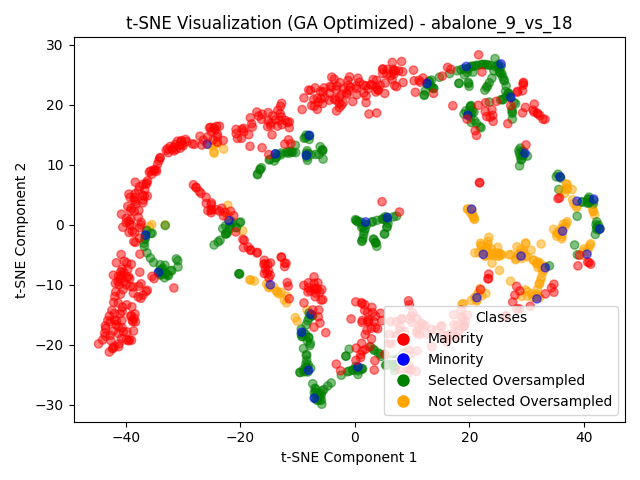 t-SNE Visualization (GA Optimized) - abalone_9_vs_18
t-SNE Component 2
30
20
10
0
−10
−20
−30
−40
−20
0
20
40
t-SNE Component 1
Classes
Majority
Minority
Selected Oversampled
Not selected Oversampled